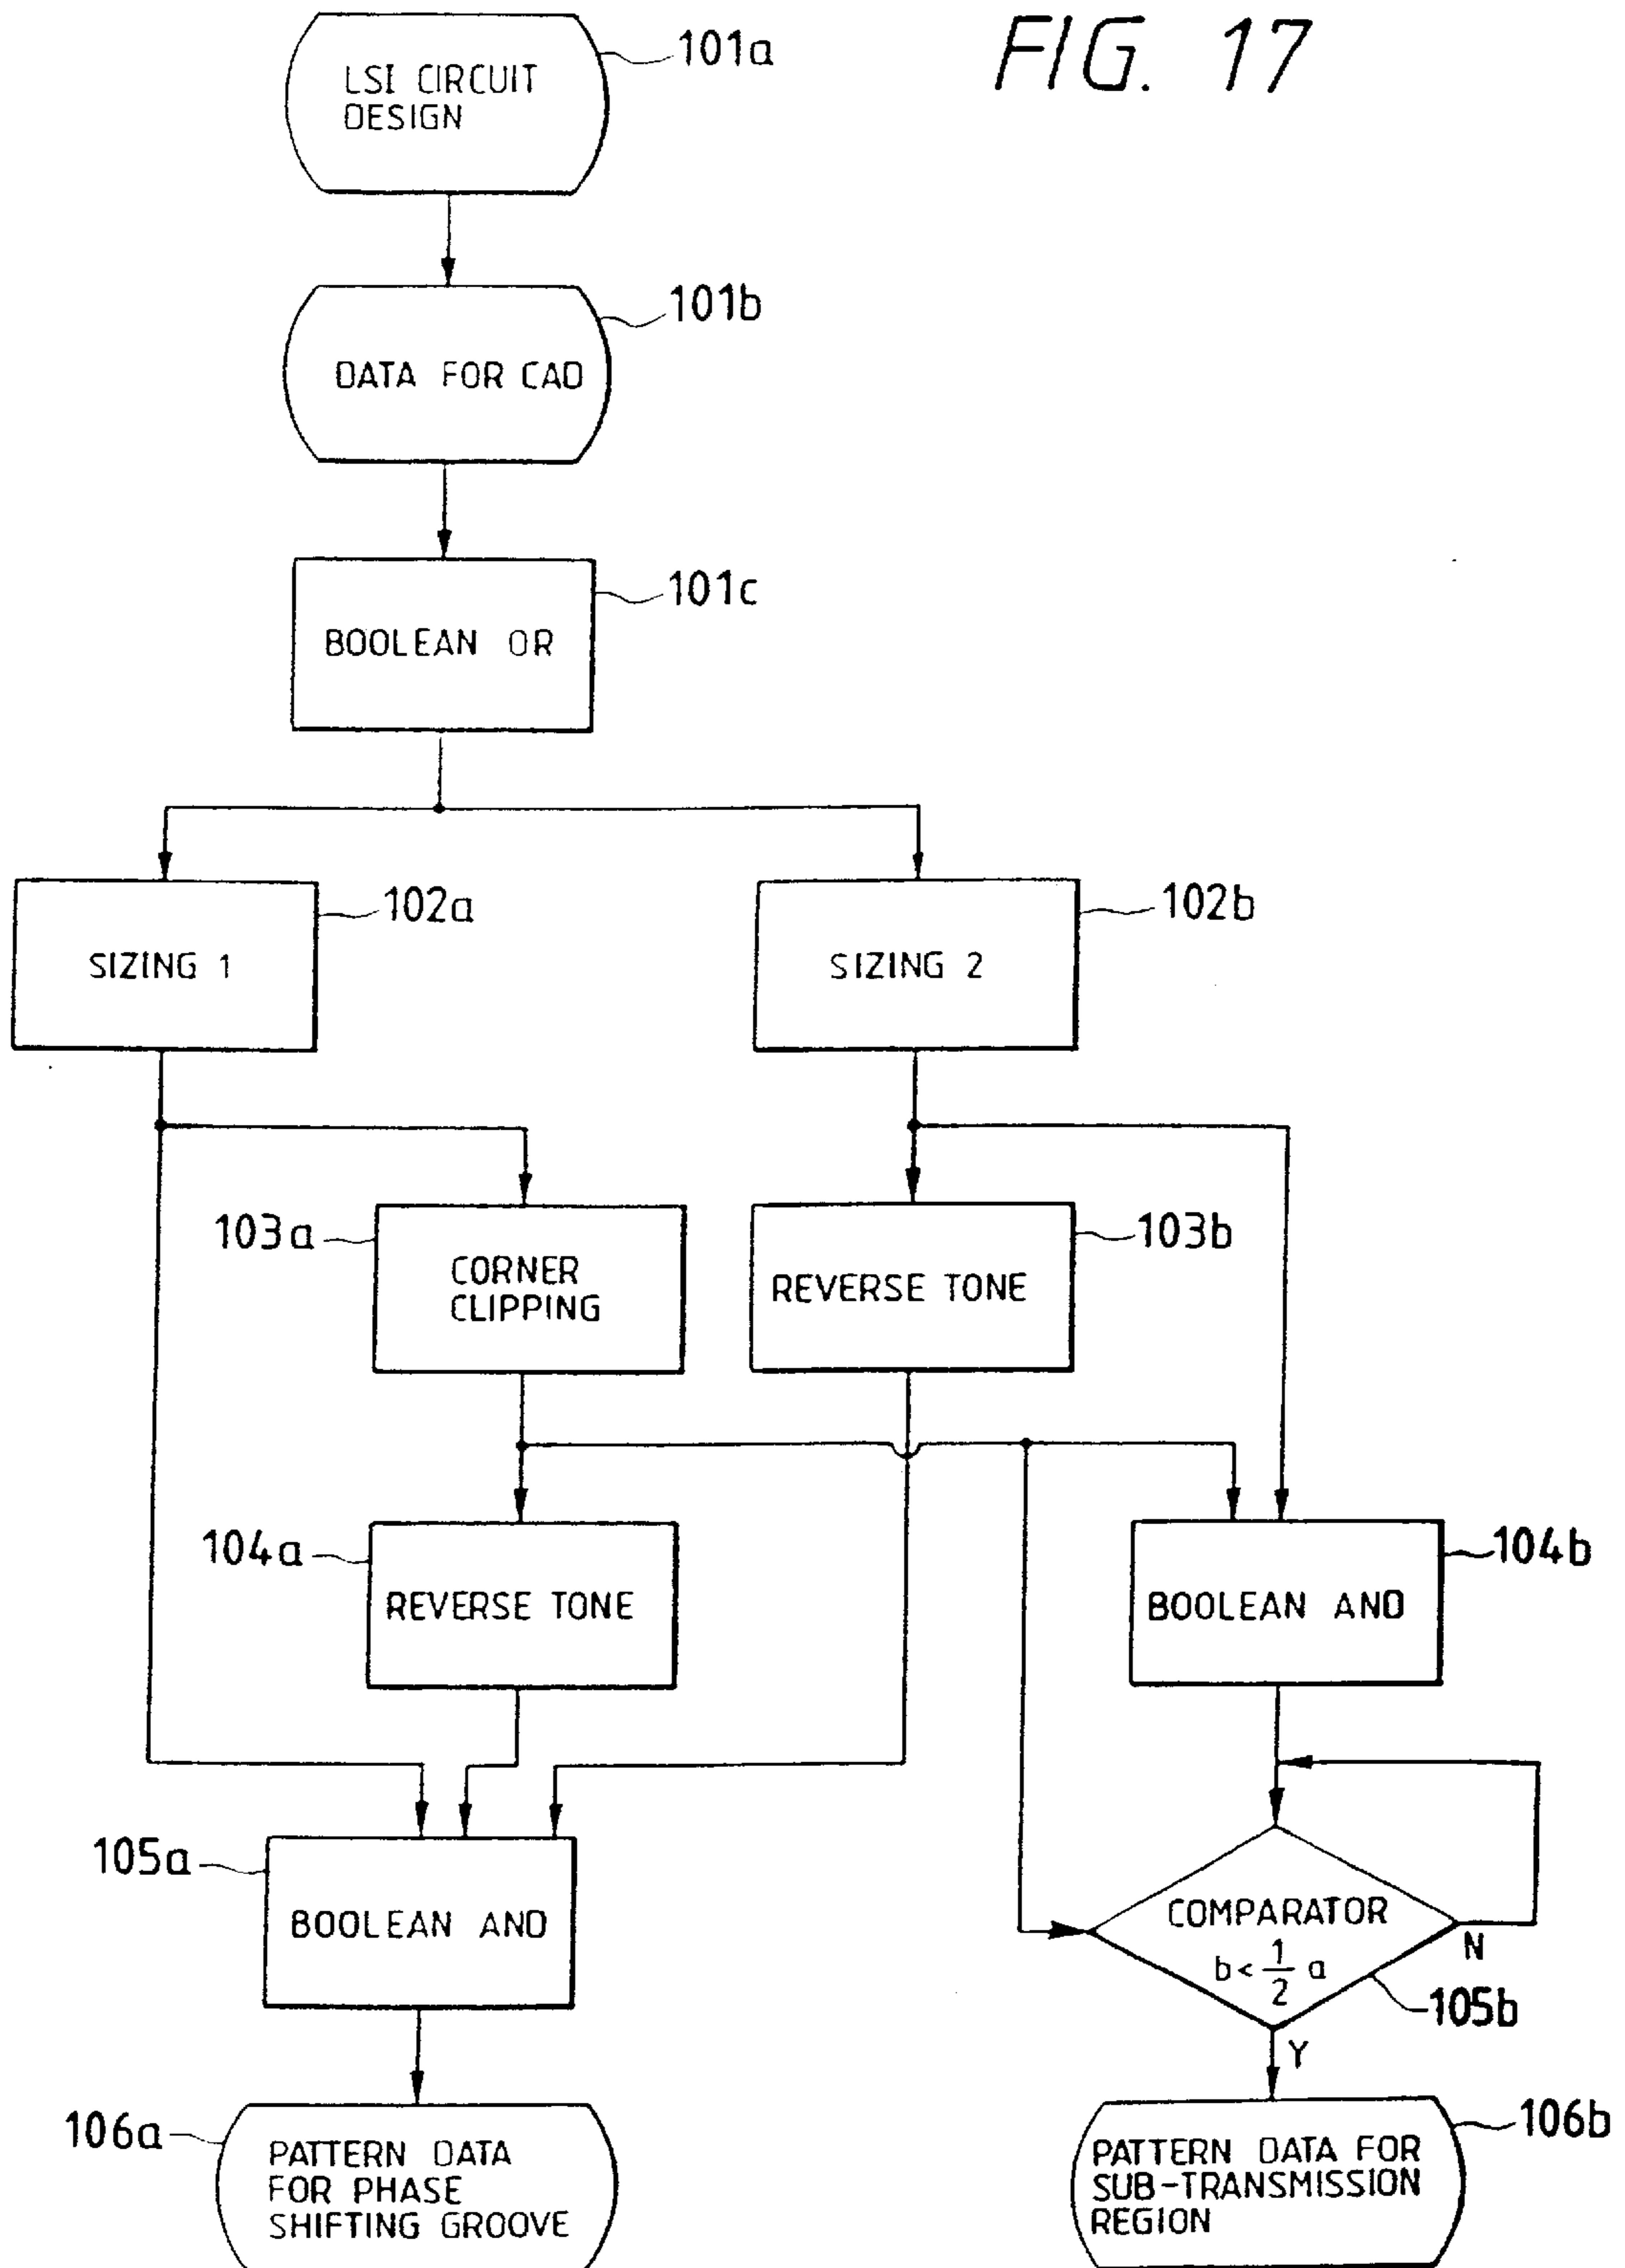 FIG. 17
101a
LSI CIRCUIT
DESIGN
101b
DATA FOR CAD
101c
BOOLEAN OR
102a
SIZING 1
102b
SIZING 2
103a
CORNER
CLIPPING
103b
REVERSE TONE
104a
REVERSE TONE
104b
BOOLEAN AND
105a
BOOLEAN AND
COMPARATOR
b < 1/2 a
N
105b
Y
106a
PATTERN DATA
FOR PHASE
SHIFTING GROOVE
106b
PATTERN DATA FOR
SUB-TRANSMISSION
REGION